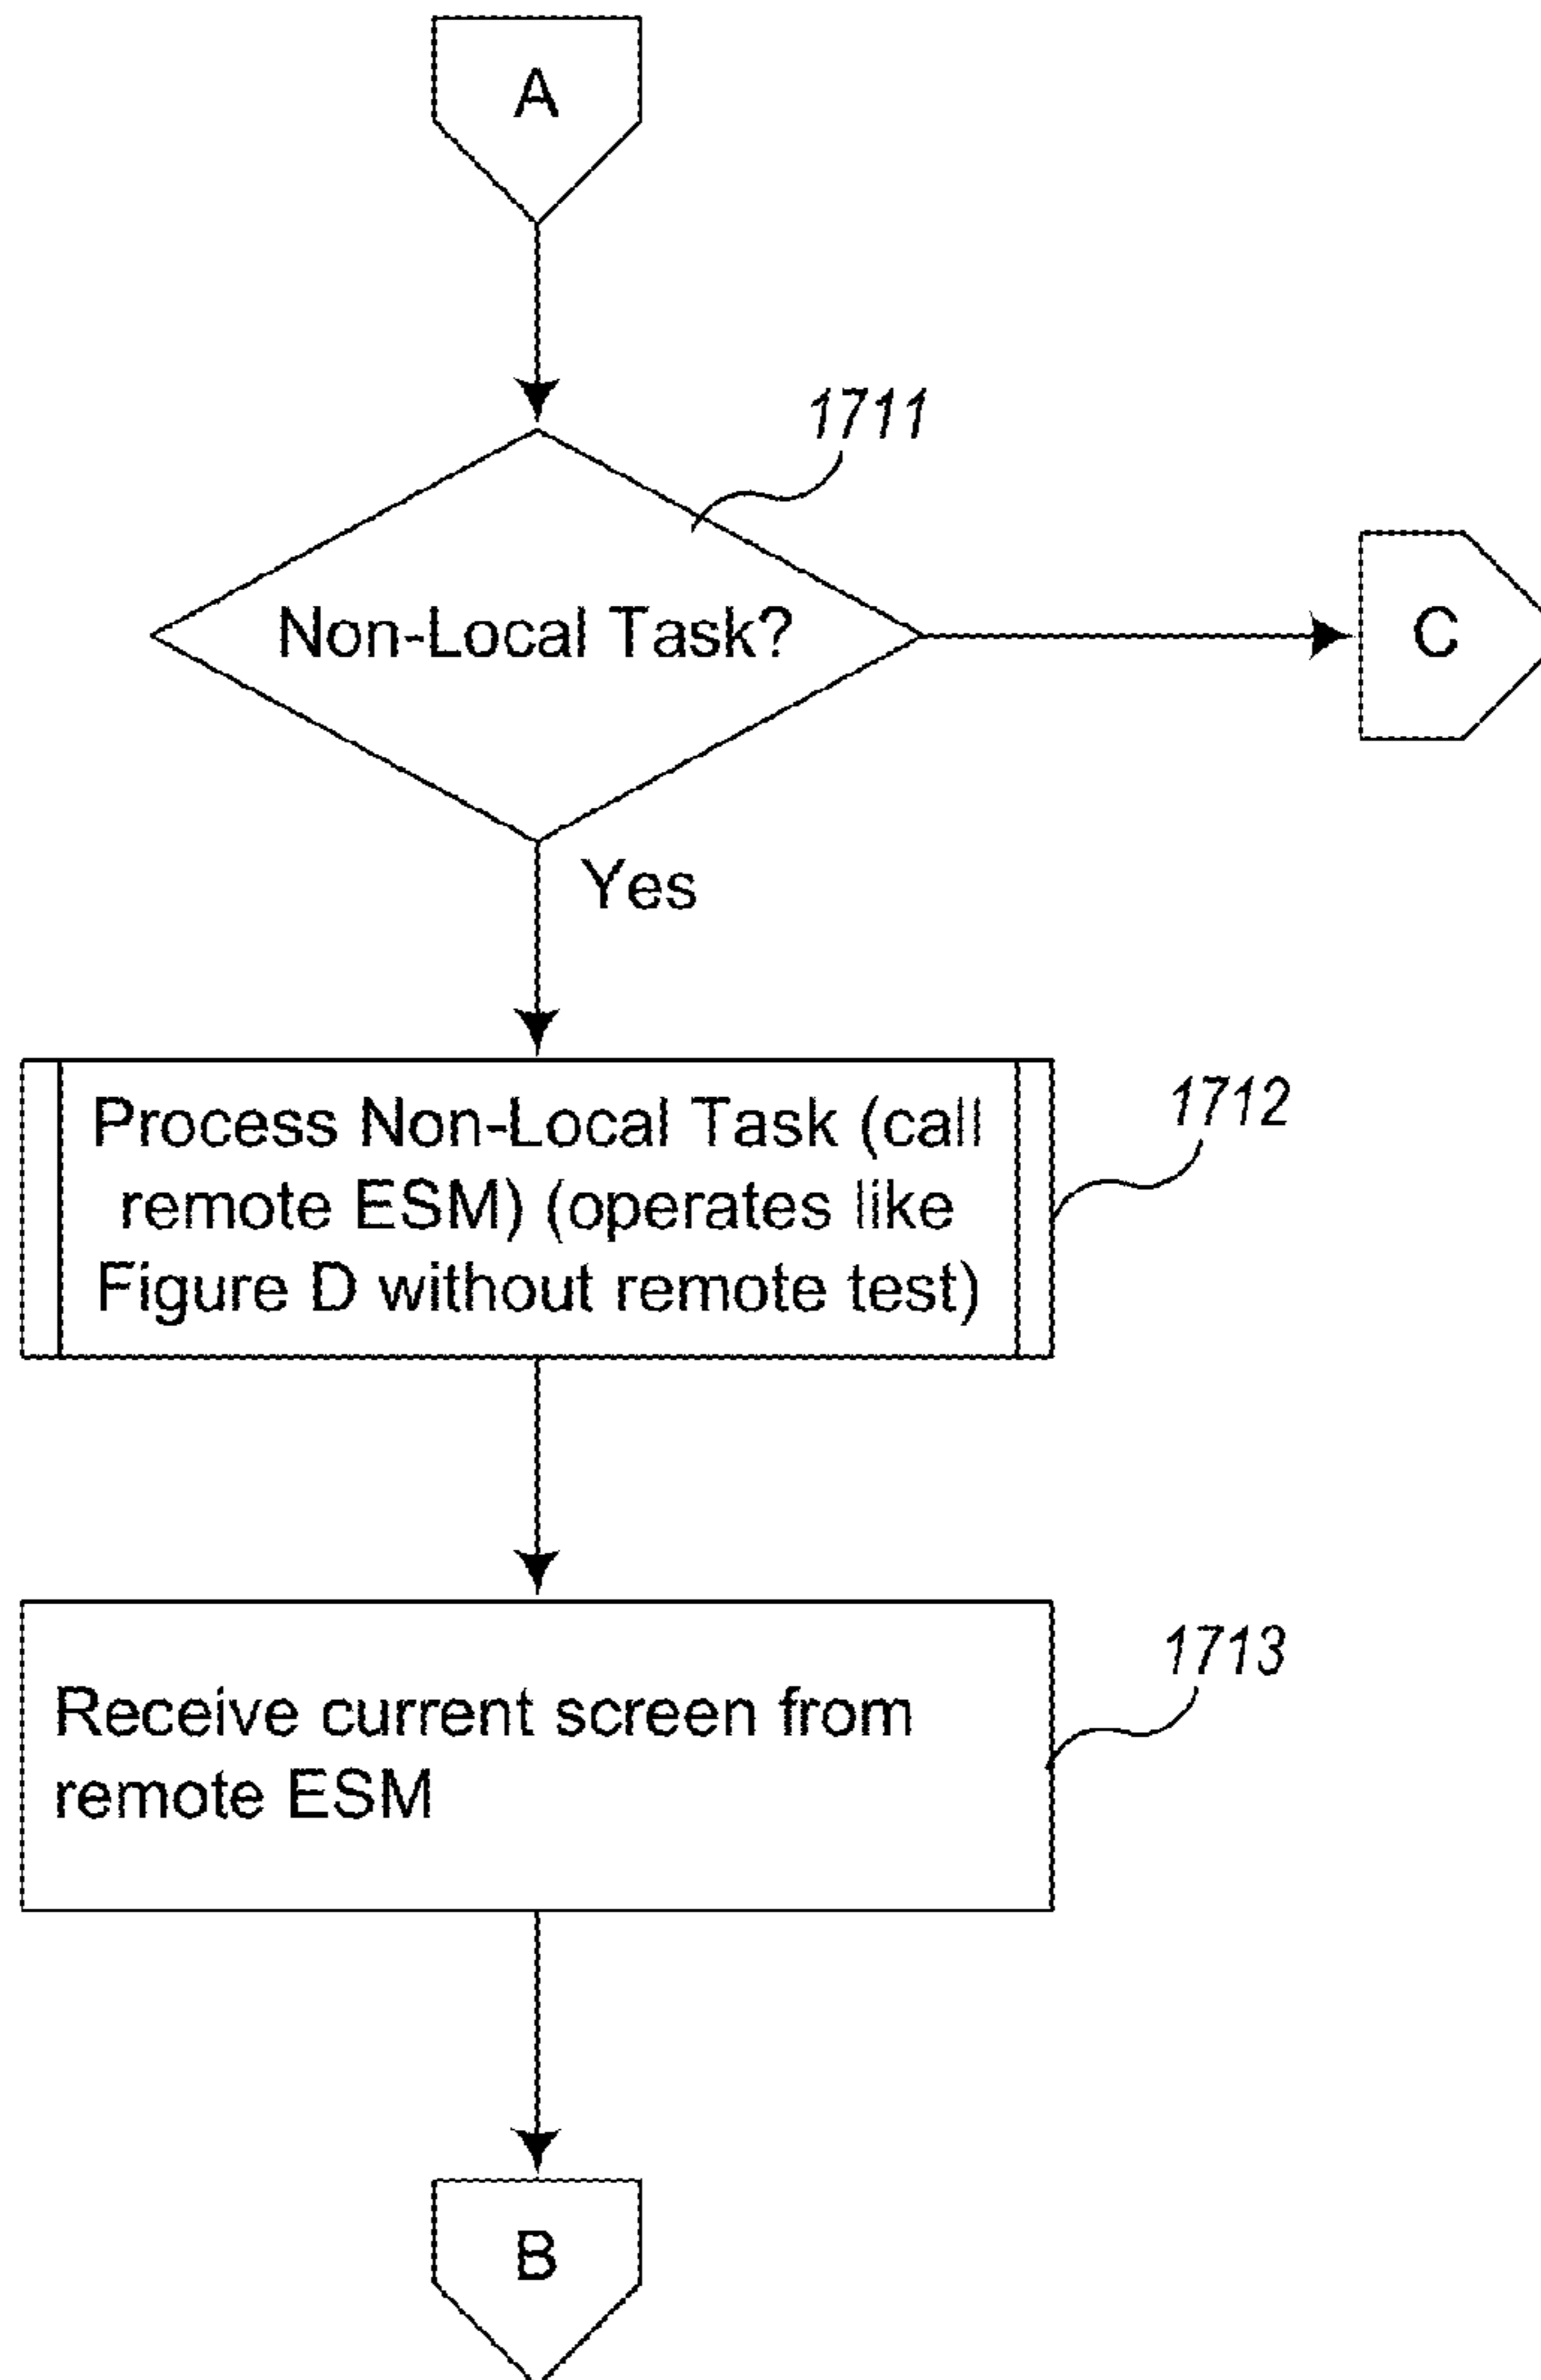 A
1711
Non-Local Task?
C
Yes
Process Non-Local Task (call
remote ESM) (operates like
Figure D without remote test)
1712
Receive current screen from
remote ESM
1713
B